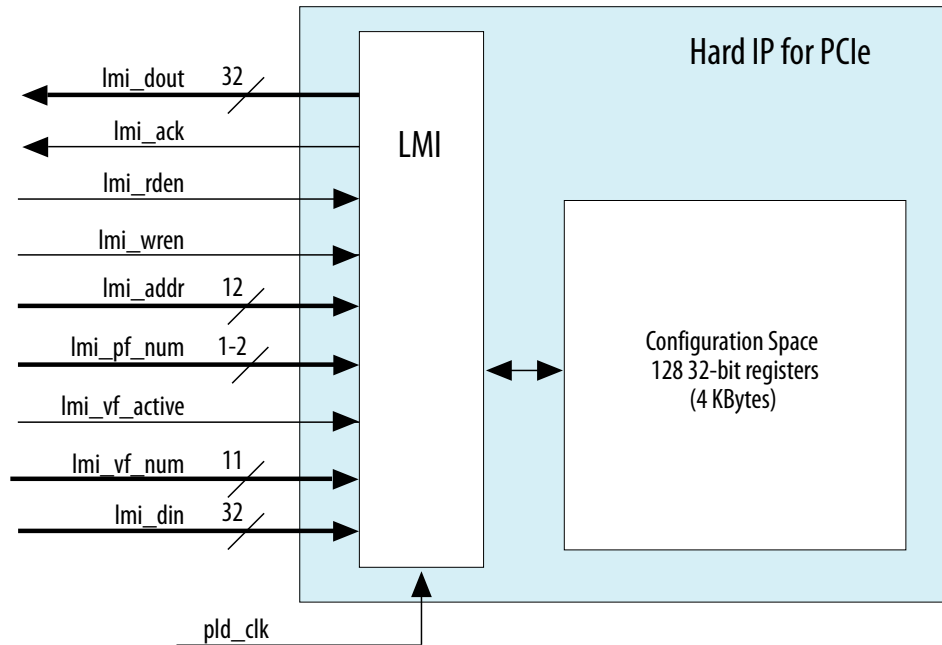 Hard IP for PCIe
lmi_dout 32
lmi_ack
LMI
lmi_rden
lmi_wren
lmi_addr 12
lmi_pf_num 1-2
lmi_vf_active
lmi_vf_num 11
lmi_din 32
Configuration Space
128 32-bit registers
(4 KBytes)
pld_clk